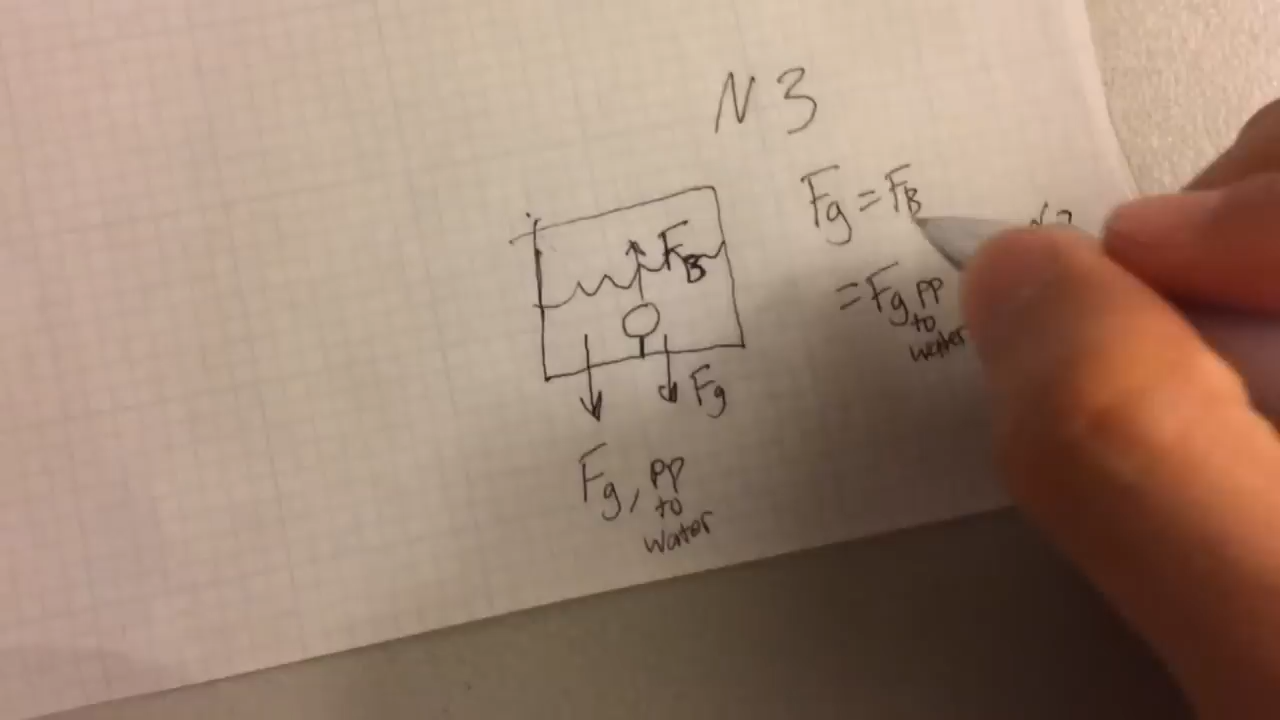 N3
Fg = FB
FB
= Fg pp
to
water
Fg
Fg, pp
to
water